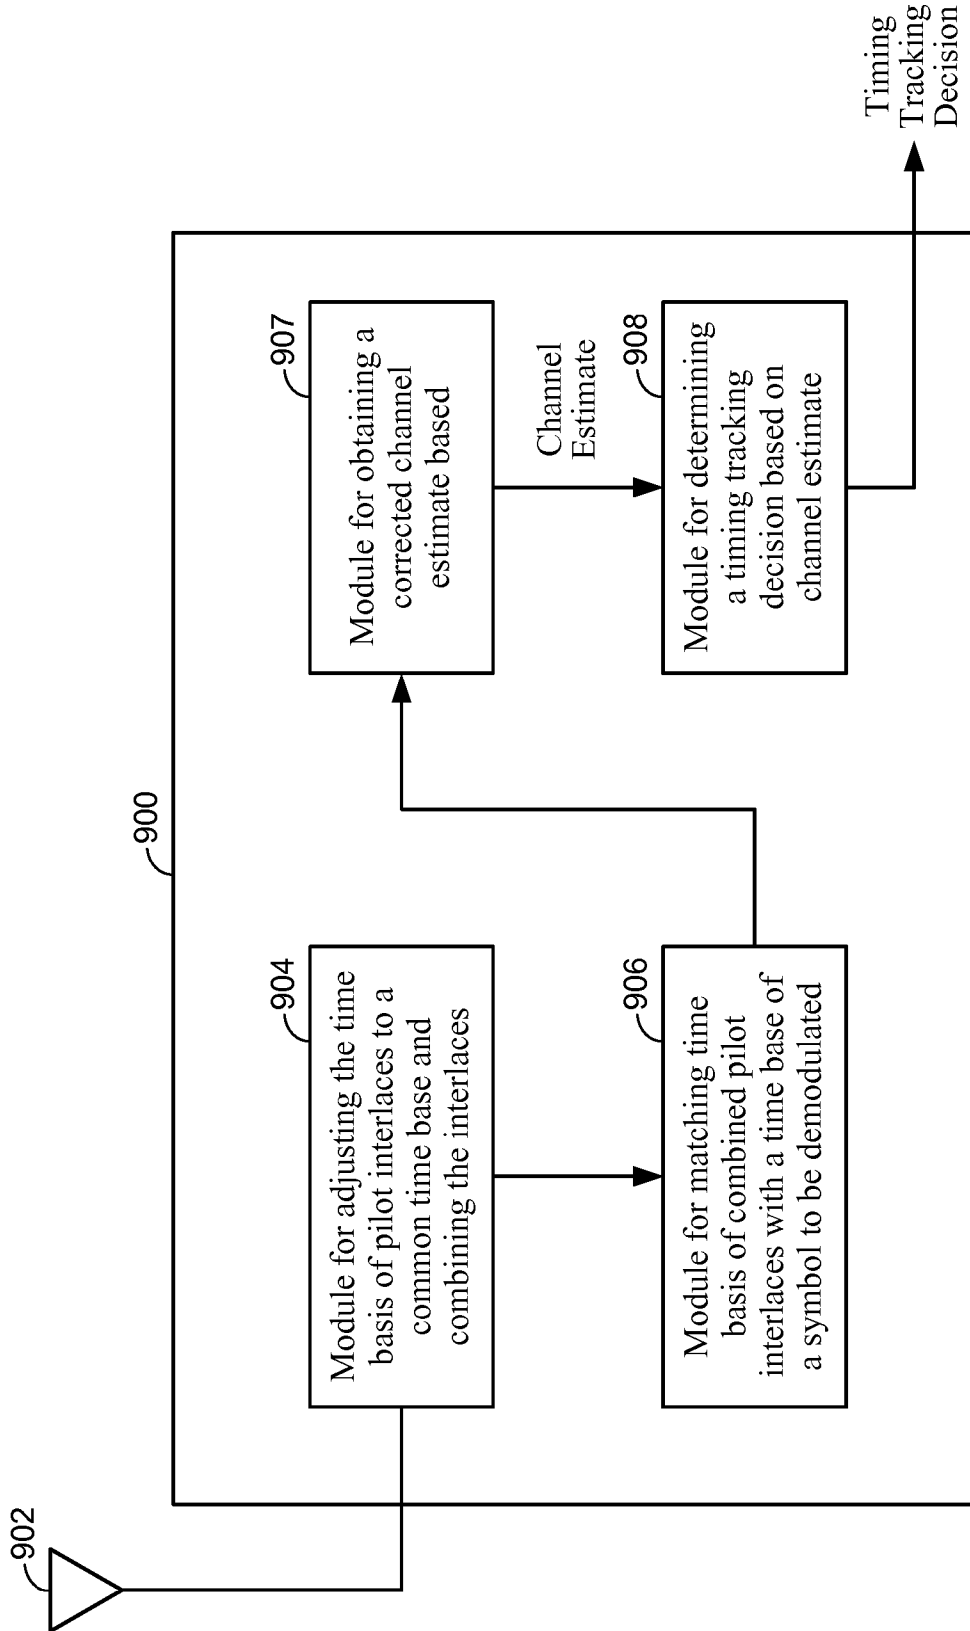 902
900
904
Module for adjusting the time
basis of pilot interlaces to a
common time base and
combining the interlaces
906
Module for matching time
basis of combined pilot
interlaces with a time base of
a symbol to be demodulated
907
Module for obtaining a
corrected channel
estimate based
Channel
Estimate
908
Module for determining
a timing tracking
decision based on
channel estimate
Timing
Tracking
Decision